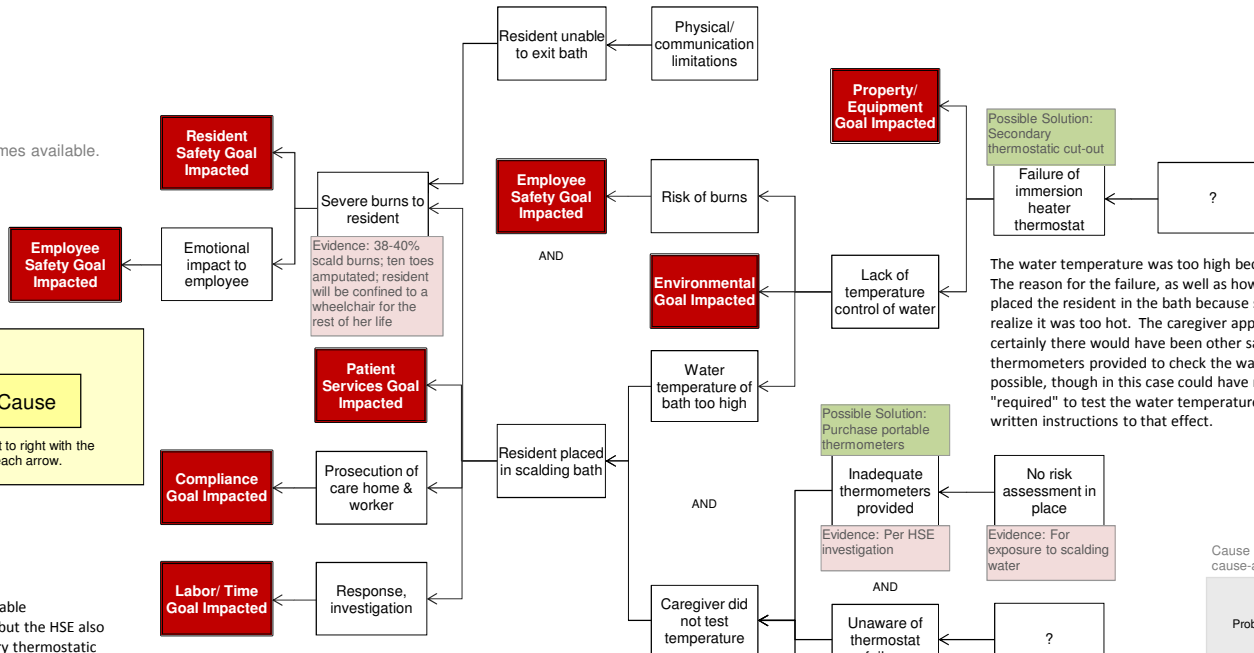 Resident unable
to exit bath
Physical/
communication
limitations
Property/
Equipment
Goal Impacted
Possible Solution:
Secondary
thermostatic cut-out
Failure of
immersion
heater
thermostat
?
Resident
Safety Goal
Impacted
mes available.
Severe burns to
resident
Evidence: 38-40%
scald burns; ten toes
amputated; resident
will be confined to a
wheelchair for the
rest of her life
Employee
Safety Goal
Impacted
AND
Risk of burns
Employee
Safety Goal
Impacted
Emotional
impact to
employee
Environmental
Goal Impacted
Lack of
temperature
control of water
The water temperature was too high bec
The reason for the failure, as well as how
placed the resident in the bath because s
realize it was too hot. The caregiver app
certainly there would have been other sa
thermometers provided to check the wa
possible, though in this case could have
"required" to test the water temperature
written instructions to that effect.
Patient
Services Goal
Impacted
Water
temperature of
bath too high
Cause
t to right with the
each arrow.
Possible Solution:
Purchase portable
thermometers
Inadequate
thermometers
provided
Evidence: Per HSE
investigation
No risk
assessment in
place
Evidence: For
exposure to scalding
water
Resident placed
in scalding bath
AND
Compliance
Goal Impacted
Prosecution of
care home &
worker
Labor/ Time
Goal Impacted
Response,
investigation
AND
Caregiver did
not test
temperature
Unaware of
thermostat
?
able
but the HSE also
ry thermostatic
Cause
cause-a
Prob